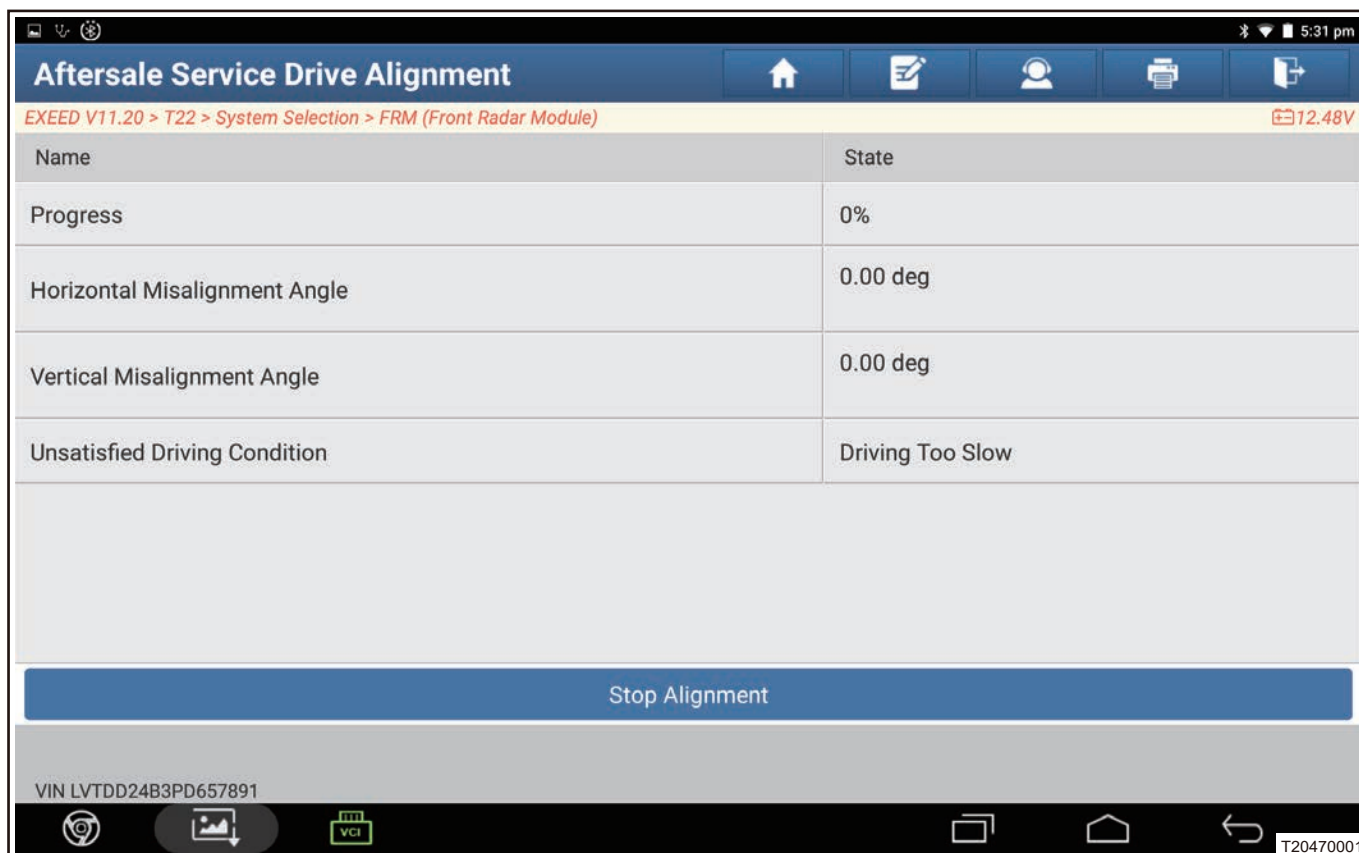 5:31 pm
Aftersale Service Drive Alignment
EXEED V11.20 > T22 > System Selection > FRM (Front Radar Module)
12.48V
Name
State
Progress
0%
Horizontal Misalignment Angle
0.00 deg
Vertical Misalignment Angle
0.00 deg
Unsatisfied Driving Condition
Driving Too Slow
Stop Alignment
VIN LVTDD24B3PD657891
VCI
T20470001